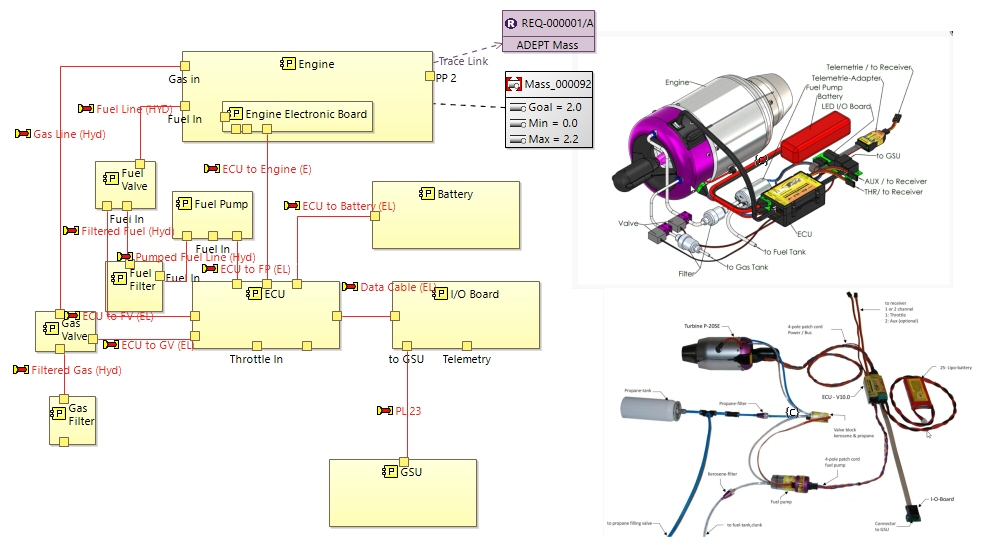 REQ-000001/A
ADEPT Mass
Trace Link
Engine
Gas in
PP 2
Mass_000092
Goal = 2.0
Min = 0.0
Max = 2.2
Fuel Line (HYD)
Fuel In
Engine Electronic Board
Gas Line (Hyd)
ECU to Engine (E)
Fuel
Valve
Fuel In
Fuel Pump
Fuel In
ECU to Battery (EL)
Battery
Filtered Fuel (Hyd)
Pumped Fuel Line (Hyd)
Fuel
Filter
Fuel In
ECU to FP (EL)
ECU
Data Cable (EL)
I/O Board
ECU to FV (EL)
Gas
Valve
ECU to GV (EL)
Throttle In
to GSU
Telemetry
Filtered Gas (Hyd)
Gas
Filter
PL 23
GSU
Telemetrie / to Receiver
Telemetrie-Adapter
Engine
Fuel Pump
Battery
LED I/O Board
to GSU
AUX / to Receiver
THR/ to Receiver
Valve
ECU
to Fuel Tank
to Gas Tank
Filter
to receiver
1 or 2 channel
1: Throttle
2: Aux (optional)
Turbine P-20SE
4-pole patch cord
Power / Bus
2S- Lipo-battery
Propane-tank
Propane-filter
ECU - V10.0
{C}
Valve block
kerosene & propane
4-pole patch cord
fuel pump
Kerosene-filter
Fuel pump
I-O-Board
Connector
to GSU
to propane filling valve
to fuel tank,clunk